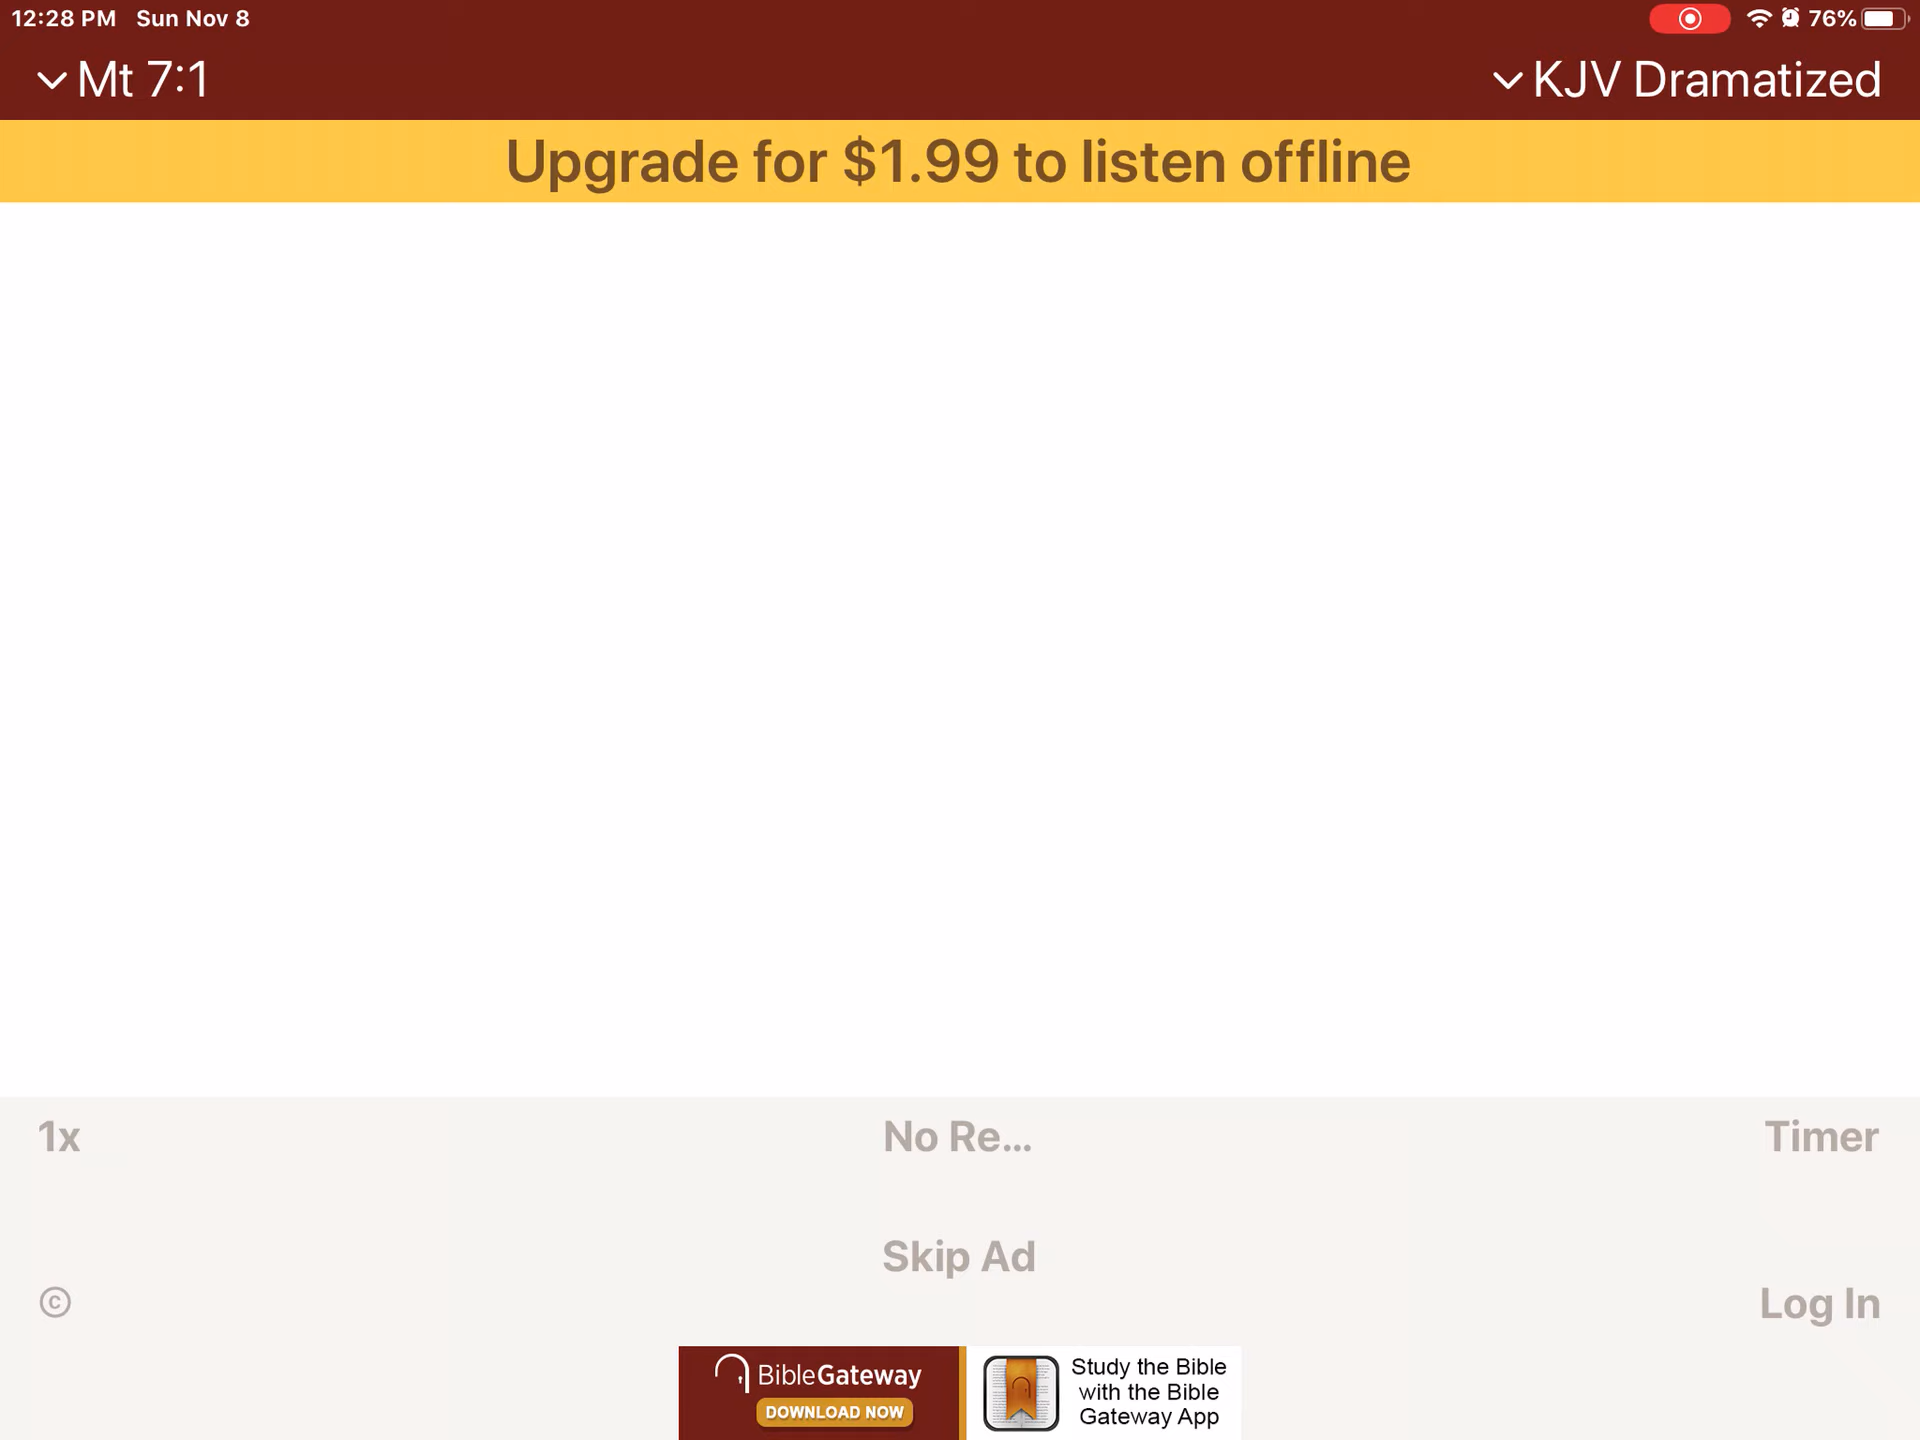 12:28 PM Sun Nov 8
76%
Mt 7:1
KJV Dramatized
Upgrade for $1.99 to listen offline
1x
No Re...
Timer
Skip Ad
©
Log In
BibleGateway
DOWNLOAD NOW
Study the Bible
with the Bible
Gateway App